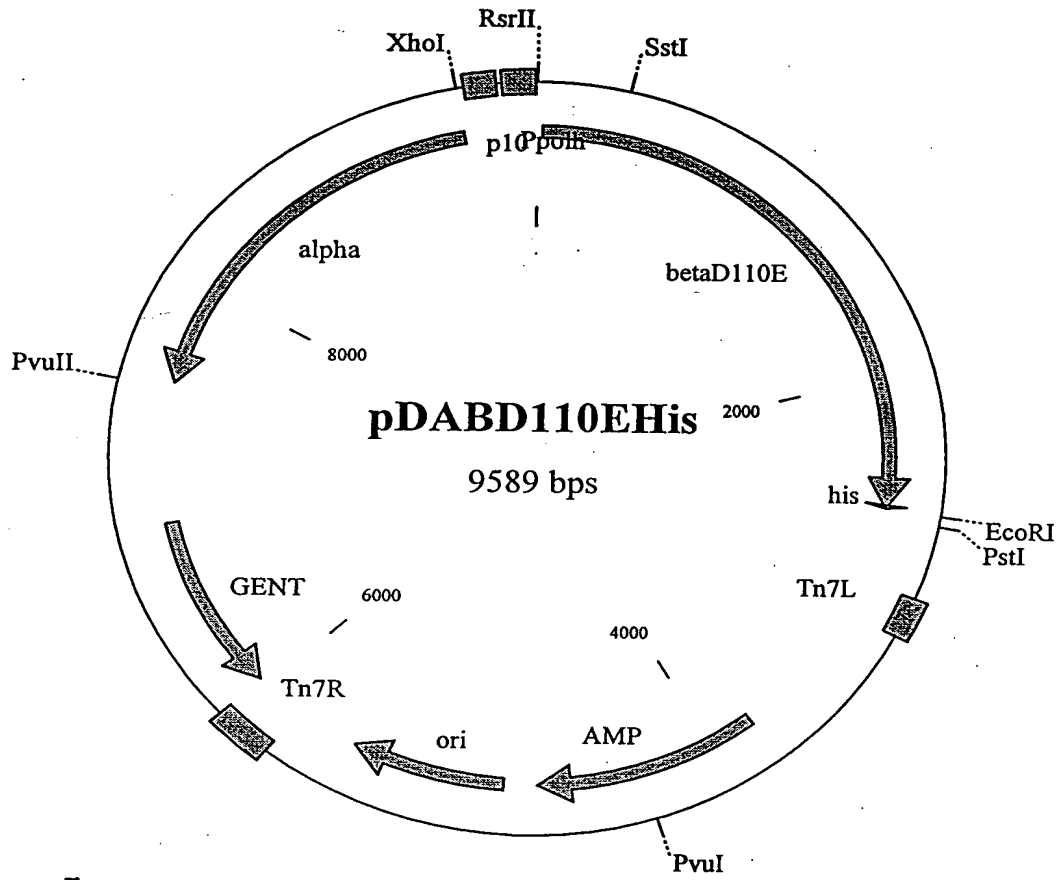 RsrII
XhoI
SstI
p10 Ppolh
alpha
betaD110E
PvuII
8000
2000
pDABD110EHis
9589 bps
his
EcoRI
PstI
GENT
Tn7L
6000
4000
Tn7R
ori
AMP
PvuI